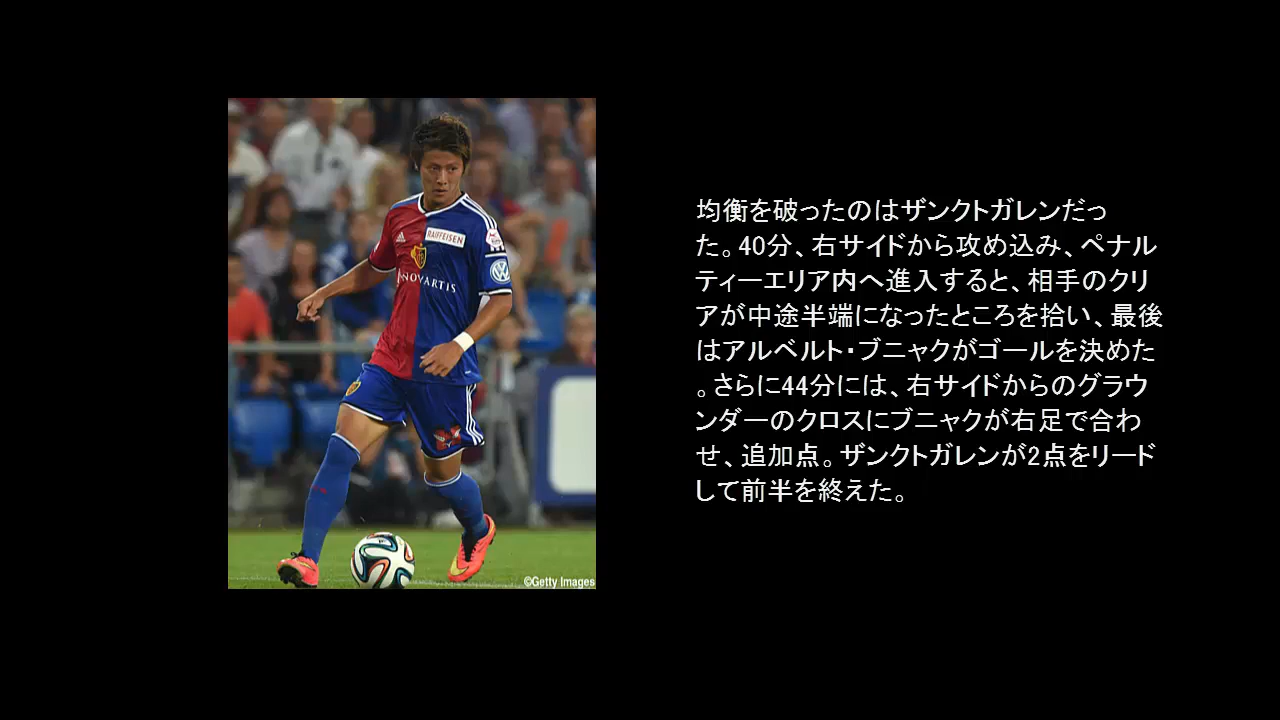 RAIFFEISEN
NOVARTIS
©Getty Images
均衡を破ったのはザンクトガレンだっ
た。40分、右サイドから攻め込み、ペナル
ティーエリア内へ進入すると、相手のクリ
アが中途半端になったところを拾い、最後
はアルベルト・ブニャクがゴールを決めた
。さらに44分には、右サイドからのグラウ
ンダーのクロスにブニャクが右足で合わ
せ、追加点。ザンクトガレンが2点をリード
して前半を終えた。